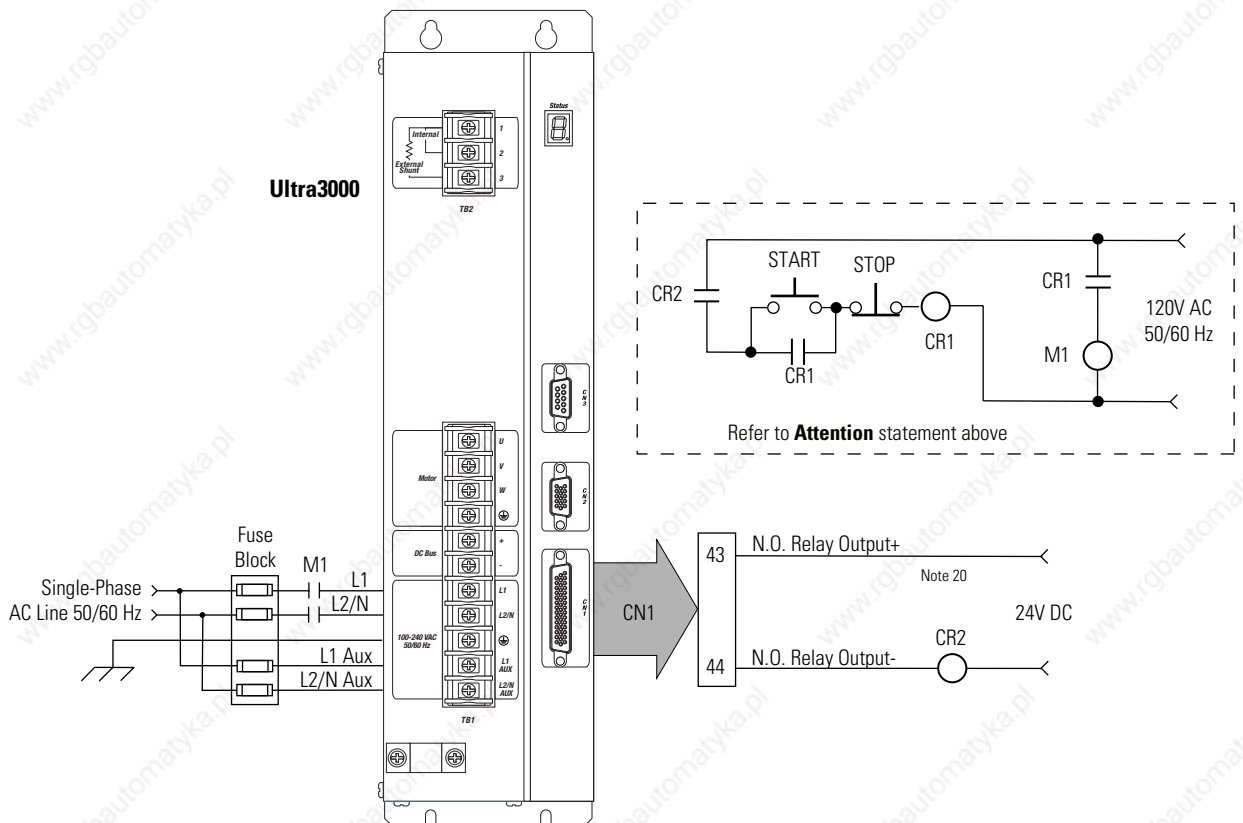 www.rgbautomatyka.pl
Status
Internal
External
Shunt
1
2
3
TB2
Ultra3000
START
STOP
CR2
CR1
CR1
CR1
M1
120V AC
50/60 Hz
Refer to Attention statement above
CN3
CN2
CN1
Motor
U
V
W
DC Bus
+
-
100-240 VAC
50/60 Hz
L1
L2/N
L1
AUX
L2/N
AUX
TB1
Fuse
Block
M1
Single-Phase
AC Line 50/60 Hz
L1
L2/N
L1 Aux
L2/N Aux
CN1
43
N.O. Relay Output+
Note 20
24V DC
CR2
44
N.O. Relay Output-